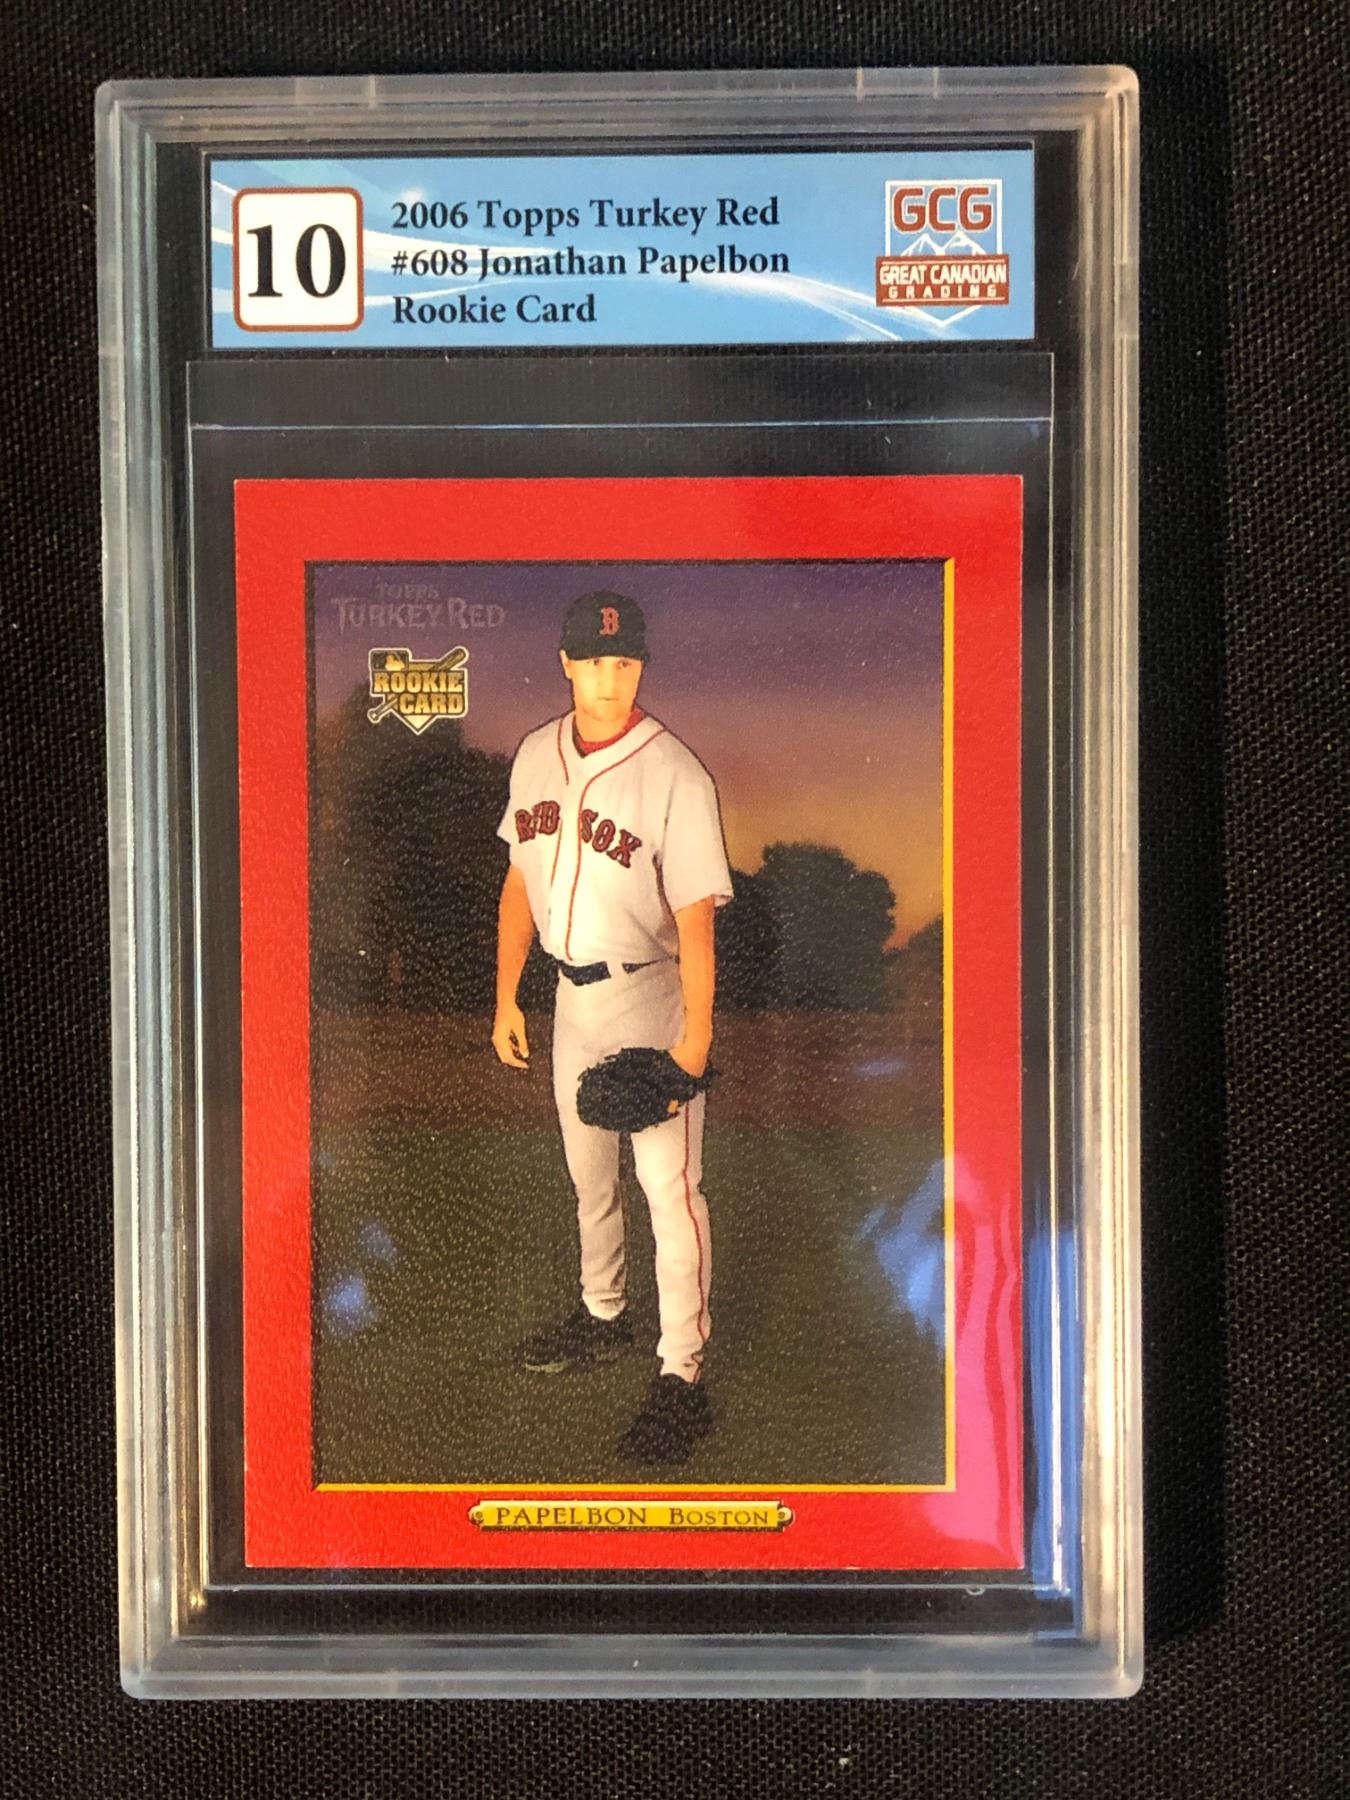 10
2006 Topps Turkey Red
#608 Jonathan Papelbon
Rookie Card
GCG
GREAT CANADIAN
GRADING
TOPPS
TURKEY RED
ROOKIE
CARD
B
RED SOX
PAPELBON BOSTON